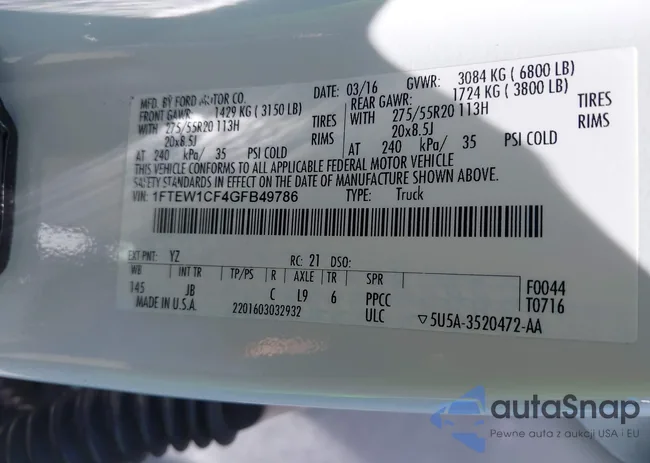 MFD. BY FORD MOTOR CO.
DATE: 03/16 GVWR: 3084 KG ( 6800 LB)
FRONT GAWR: 1429 KG ( 3150 LB) REAR GAWR: 1724 KG ( 3800 LB)
WITH 275/55R20 113H TIRES WITH 275/55R20 113H TIRES
20x8.5J RIMS 20x8.5J RIMS
AT 240 kPa/ 35 PSI COLD AT 240 kPa/ 35 PSI COLD
THIS VEHICLE CONFORMS TO ALL APPLICABLE FEDERAL MOTOR VEHICLE
SAFETY STANDARDS IN EFFECT ON THE DATE OF MANUFACTURE SHOWN ABOVE.
VIN: 1FTEW1CF4GFB49786 TYPE: Truck
EXT PNT: YZ RC: 21 DSO:
WB INT TR TP/PS R AXLE TR SPR F0044
145 JB C L9 6 PPCC T0716
MADE IN U.S.A. 2201603032932 ULC ▽5U5A-3520472-AA
autaSnap
Pewne auta z aukcji USA i EU